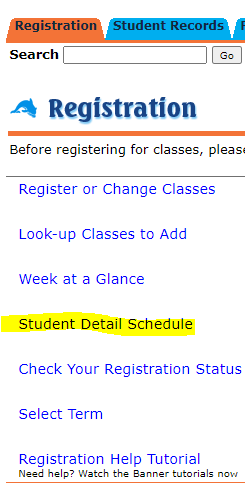 Registration Student Records
Search Go
Registration
Before registering for classes, pleas
Register or Change Classes
Look-up Classes to Add
Week at a Glance
Student Detail Schedule
Check Your Registration Status
Select Term
Registration Help Tutorial
Need help? Watch the Banner tutorials now